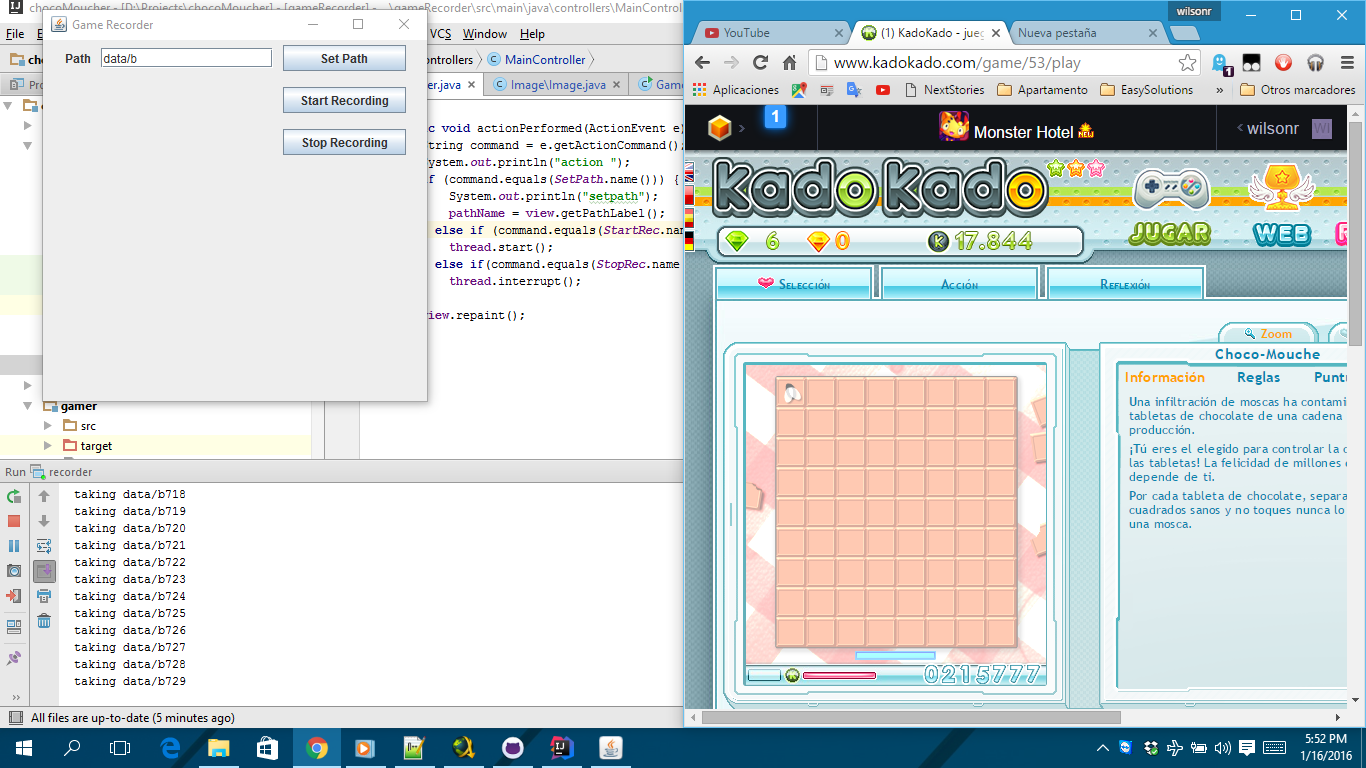 chocoMoucher - [D:\Projects\chocoMoucher] - [gameRecorder] - ...\gameRecorder\src\main\java\controllers\MainControl
Game Recorder
Path
data/b
Set Path
Start Recording
Stop Recording
File
VCS
Window
Help
MainController
Image\Image.java
void actionPerformed(ActionEvent e)
command = e.getActionCommand();
System.out.println("action ");
(command.equals(SetPath.name())) {
System.out.println("setpath");
pathName = view.getPathLabel();
else if (command.equals(StartRec.na
thread.start();
else if(command.equals(StopRec.name
thread.interrupt();
.repaint();
gamer
src
target
Run
recorder
taking data/b718
taking data/b719
taking data/b720
taking data/b721
taking data/b722
taking data/b723
taking data/b724
taking data/b725
taking data/b726
taking data/b727
taking data/b728
taking data/b729
»
All files are up-to-date (5 minutes ago)
wilsonr
YouTube
(1) KadoKado - jueg
Nueva pestaña
www.kadokado.com/game/53/play
1
Aplicaciones
NextStories
Apartamento
EasySolutions
»
Otros marcadores
1
Monster Hotel NEW
wilsonr
WI
kadokado
6
0
K 17.844
JUGAR
WEB
Selección
Acción
Reflexión
Zoom
Choco-Mouche
Información
Reglas
Puntu
Una infiltración de moscas ha contami
tabletas de chocolate de una cadena
producción.
¡Tú eres el elegido para controlar la c
las tabletas! La felicidad de millones
depende de ti.
Por cada tableta de chocolate, separa
cuadrados sanos y no toques nunca lo
una mosca.
0215777
5:52 PM
1/16/2016